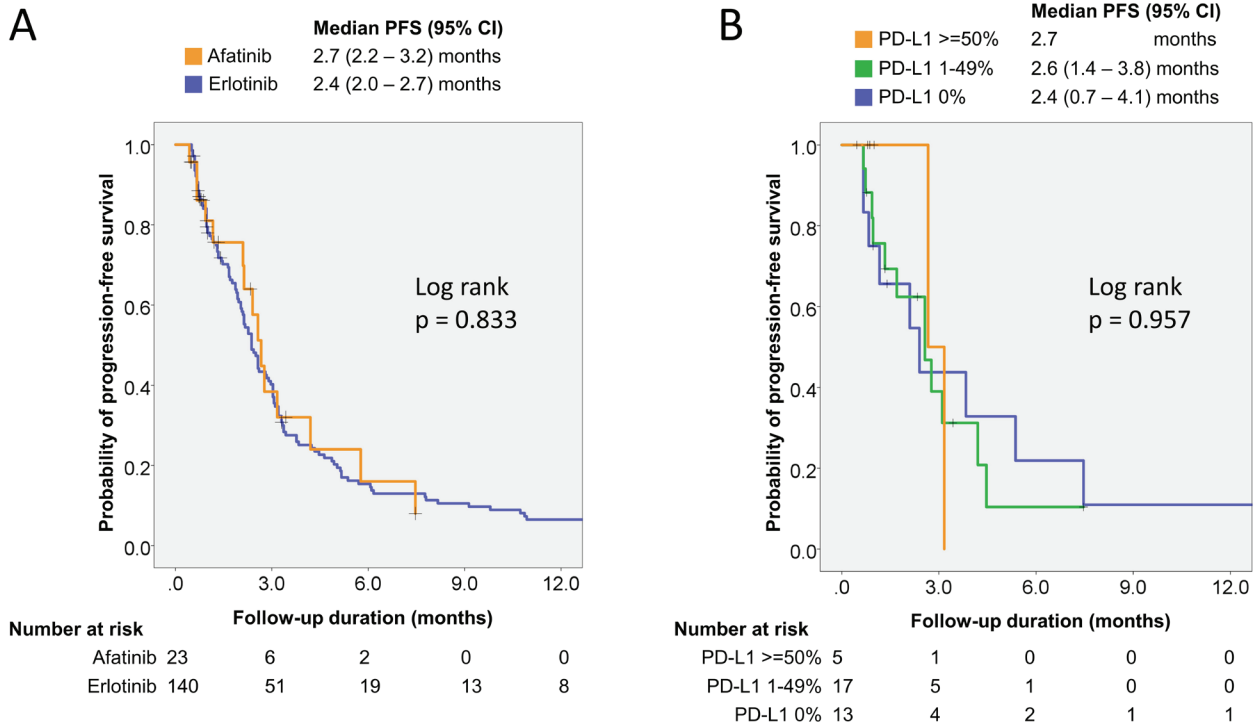 A
Median PFS (95% CI)
Afatinib 2.7 (2.2 – 3.2) months
Erlotinib 2.4 (2.0 – 2.7) months
Probability of progression-free survival
1.0
0.8
0.6
0.4
0.2
0.0
Log rank
p = 0.833
.0 3.0 6.0 9.0 12.0
Follow-up duration (months)
Number at risk
Afatinib 23 6 2 0 0
Erlotinib 140 51 19 13 8
B
Median PFS (95% CI)
PD-L1 >=50% 2.7 months
PD-L1 1-49% 2.6 (1.4 – 3.8) months
PD-L1 0% 2.4 (0.7 – 4.1) months
Probability of progression-free survival
1.0
0.8
0.6
0.4
0.2
0.0
Log rank
p = 0.957
.0 3.0 6.0 9.0 12.0
Follow-up duration (months)
Number at risk
PD-L1 >=50% 5 1 0 0 0
PD-L1 1-49% 17 5 1 0 0
PD-L1 0% 13 4 2 1 1